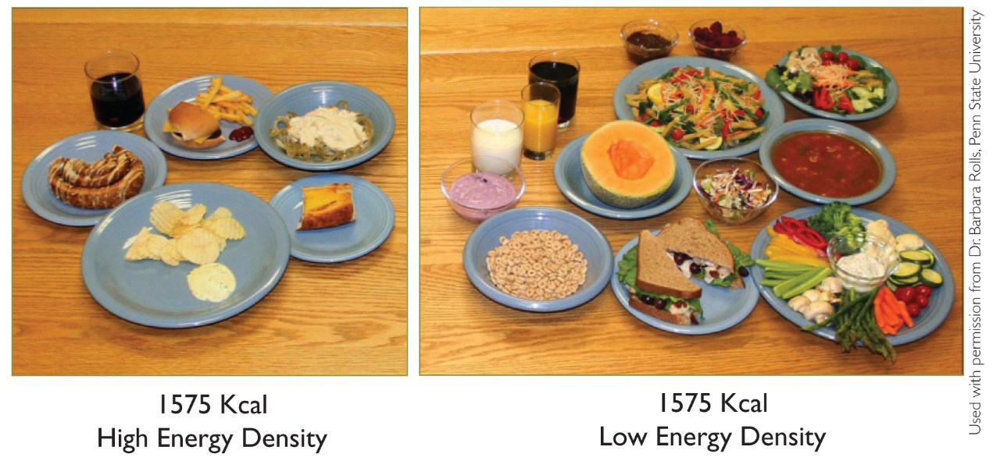 1575 Kcal
High Energy Density
1575 Kcal
Low Energy Density
Used with permission from Dr. Barbara Rolls, Penn State University